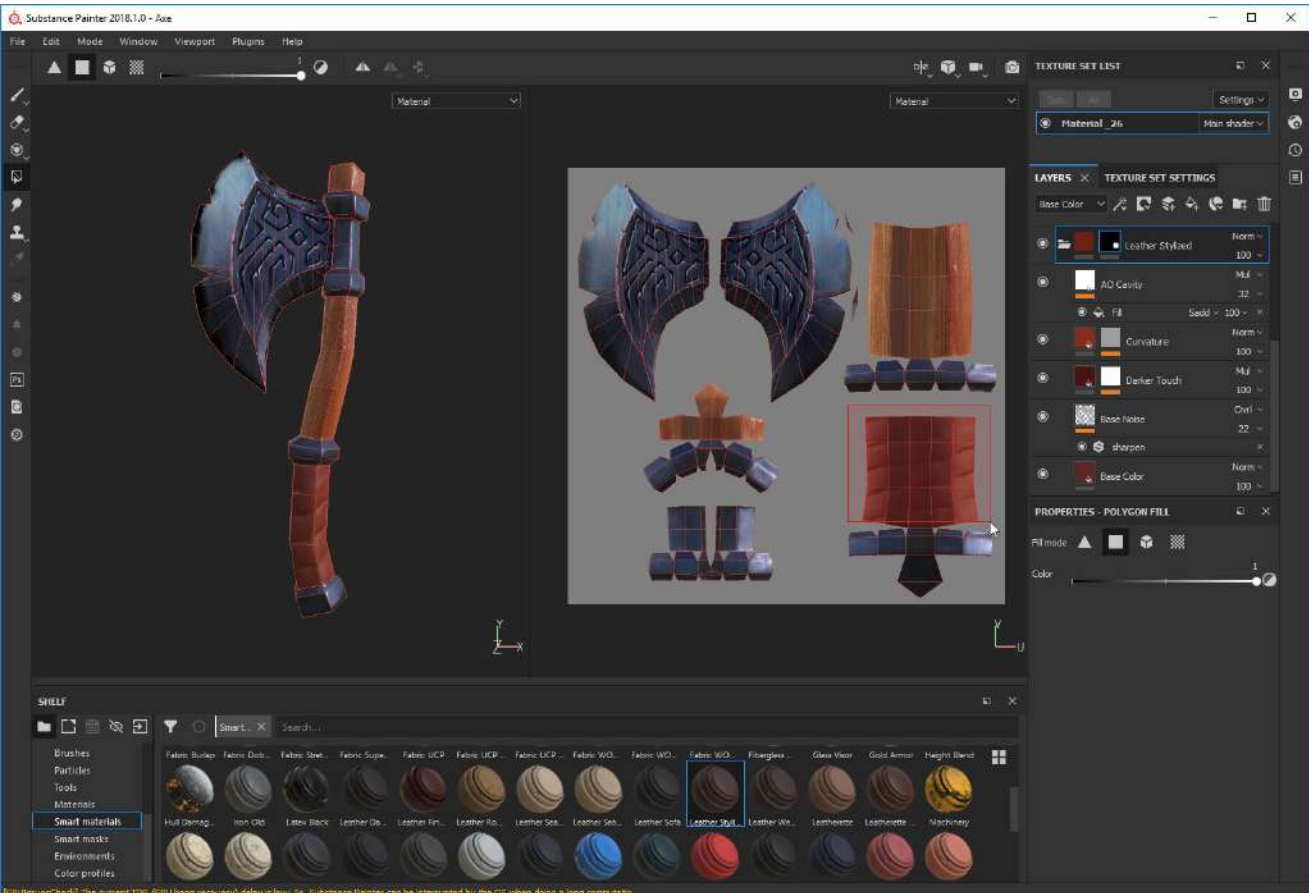 Substance Painter 2018.1.0 - Axe
File Edit Mode Window Viewport Plugins Help
1
Material
Material
TEXTURE SET LIST
Settings
Material _26 Main shader
LAYERS TEXTURE SET SETTINGS
Base Color
Leather Stylized Norm
100
AO Cavity Mul
32
Fill Sadd 100
Curvature Norm
100
Darker Touch Mul
100
Base Noise Ovrl
22
sharpen
Base Color Norm
100
PROPERTIES - POLYGON FILL
Fill mode
Color 1
Y
Z X
V
U
Ps
SHELF
Smart... Search...
Brushes
Particles
Tools
Materials
Smart materials
Smart masks
Environments
Color profiles
Fabric Burlap Fabric Dob... Fabric Stret... Fabric Supe... Fabric UCP Fabric UCP ... Fabric UCP ... Fabric WO... Fabric WO... Fabric WO... Fiberglass ... Glass Visor Gold Armor Height Blend
Hull Damag... Iron Old Latex Black Leather Da... Leather Fin... Leather Ro... Leather Sea... Leather Sea... Leather Sofa Leather Styli... Leather We... Leatherette Leatherette ... Machinery